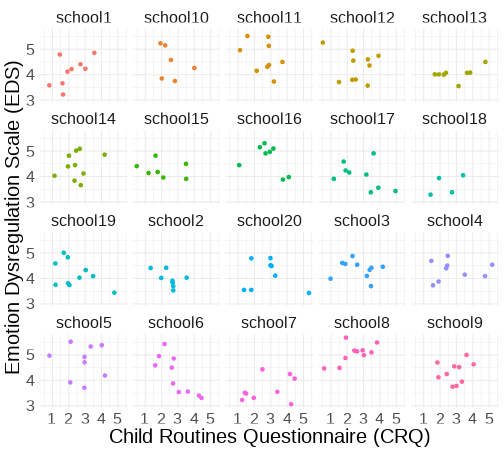 school1 school10 school11 school12 school13
5
4
3
school14 school15 school16 school17 school18
5
4
3
school19 school2 school20 school3 school4
5
4
3
school5 school6 school7 school8 school9
5
4
3
1 2 3 4 5 1 2 3 4 5 1 2 3 4 5 1 2 3 4 5 1 2 3 4 5
Child Routines Questionnaire (CRQ)
Emotion Dysregulation Scale (EDS)